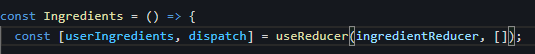 const Ingredients = () => {
const [userIngredients, dispatch] = useReducer(ingredientReducer, []);